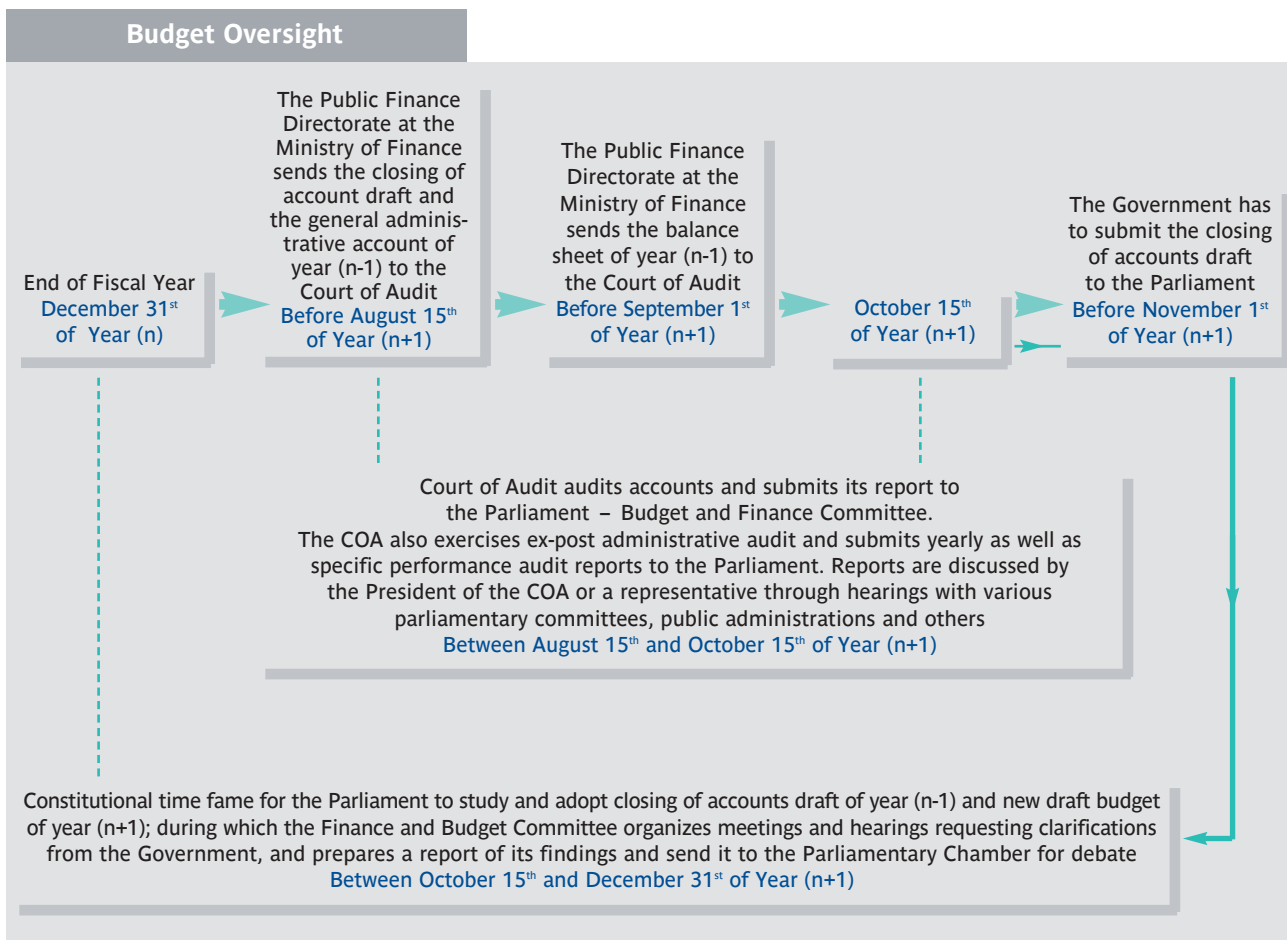 Budget Oversight
End of Fiscal Year
December 31st
of Year (n)
The Public Finance
Directorate at the
Ministry of Finance
sends the closing of
account draft and
the general adminis-
trative account of
year (n-1) to the
Court of Audit
Before August 15th
of Year (n+1)
The Public Finance
Directorate at the
Ministry of Finance
sends the balance
sheet of year (n-1) to
the Court of Audit
Before September 1st
of Year (n+1)
October 15th
of Year (n+1)
The Government has
to submit the closing
of accounts draft
to the Parliament
Before November 1st
of Year (n+1)
Court of Audit audits accounts and submits its report to
the Parliament – Budget and Finance Committee.
The COA also exercises ex-post administrative audit and submits yearly as well as
specific performance audit reports to the Parliament. Reports are discussed by
the President of the COA or a representative through hearings with various
parliamentary committees, public administrations and others
Between August 15th and October 15th of Year (n+1)
Constitutional time fame for the Parliament to study and adopt closing of accounts draft of year (n-1) and new draft budget
of year (n+1); during which the Finance and Budget Committee organizes meetings and hearings requesting clarifications
from the Government, and prepares a report of its findings and send it to the Parliamentary Chamber for debate
Between October 15th and December 31st of Year (n+1)